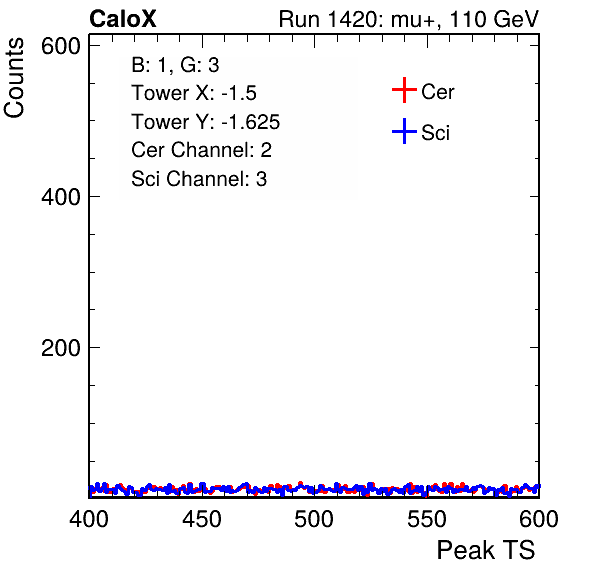 CaloX Run 1420: mu+, 110 GeV
Counts
600
400
200
B: 1, G: 3
Tower X: -1.5
Tower Y: -1.625
Cer Channel: 2
Sci Channel: 3
Cer
Sci
400 450 500 550 600
Peak TS